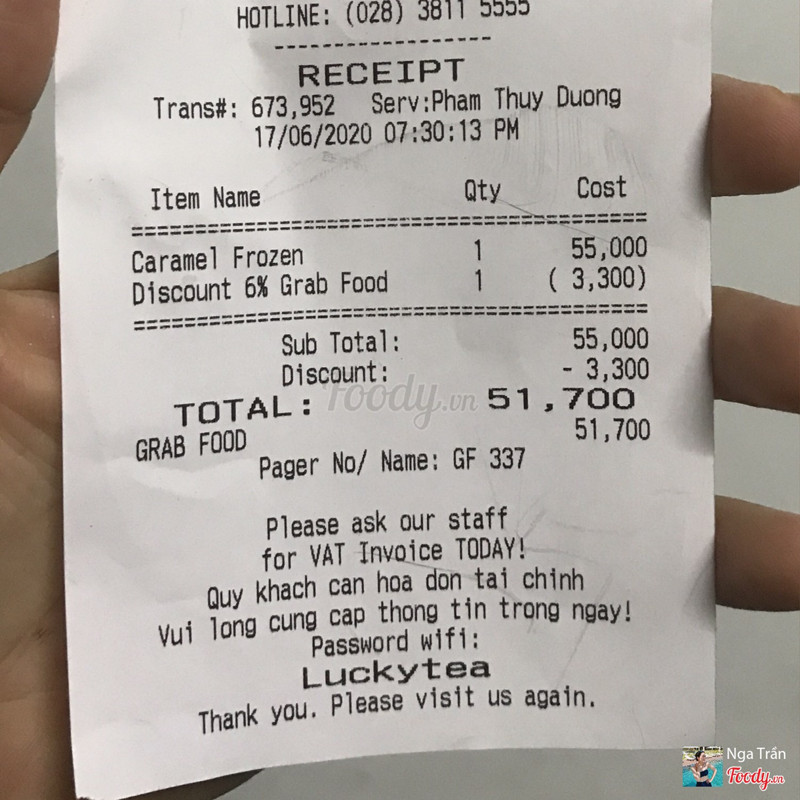 HOTLINE: (028) 3811 5555
-----------------
RECEIPT
Trans#: 673,952 Serv:Pham Thuy Duong
17/06/2020 07:30:13 PM
Item Name Qty Cost
========================================
Caramel Frozen 1 55,000
Discount 6% Grab Food 1 ( 3,300)
========================================
Sub Total: 55,000
Discount: - 3,300
TOTAL: 51,700
foody.vn
GRAB FOOD 51,700
Pager No/ Name: GF 337
Please ask our staff
for VAT Invoice TODAY!
Quy khach can hoa don tai chinh
Vui long cung cap thong tin trong ngay!
Password wifi:
Luckytea
Thank you. Please visit us again.
Nga Trần
Foody.vn